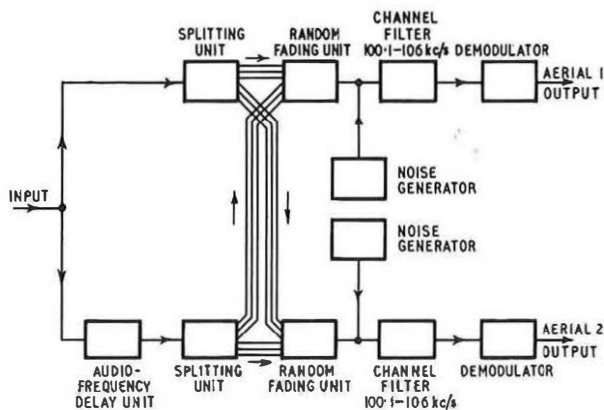 SPLITTING
UNIT
RANDOM
FADING UNIT
CHANNEL
FILTER
100·1-106 kc/s
DEMODULATOR
AERIAL 1
OUTPUT
INPUT
NOISE
GENERATOR
NOISE
GENERATOR
AERIAL 2
OUTPUT
AUDIO-
FREQUENCY
DELAY UNIT
SPLITTING
UNIT
RANDOM
FADING UNIT
CHANNEL
FILTER
100·1-106 kc/s
DEMODULATOR